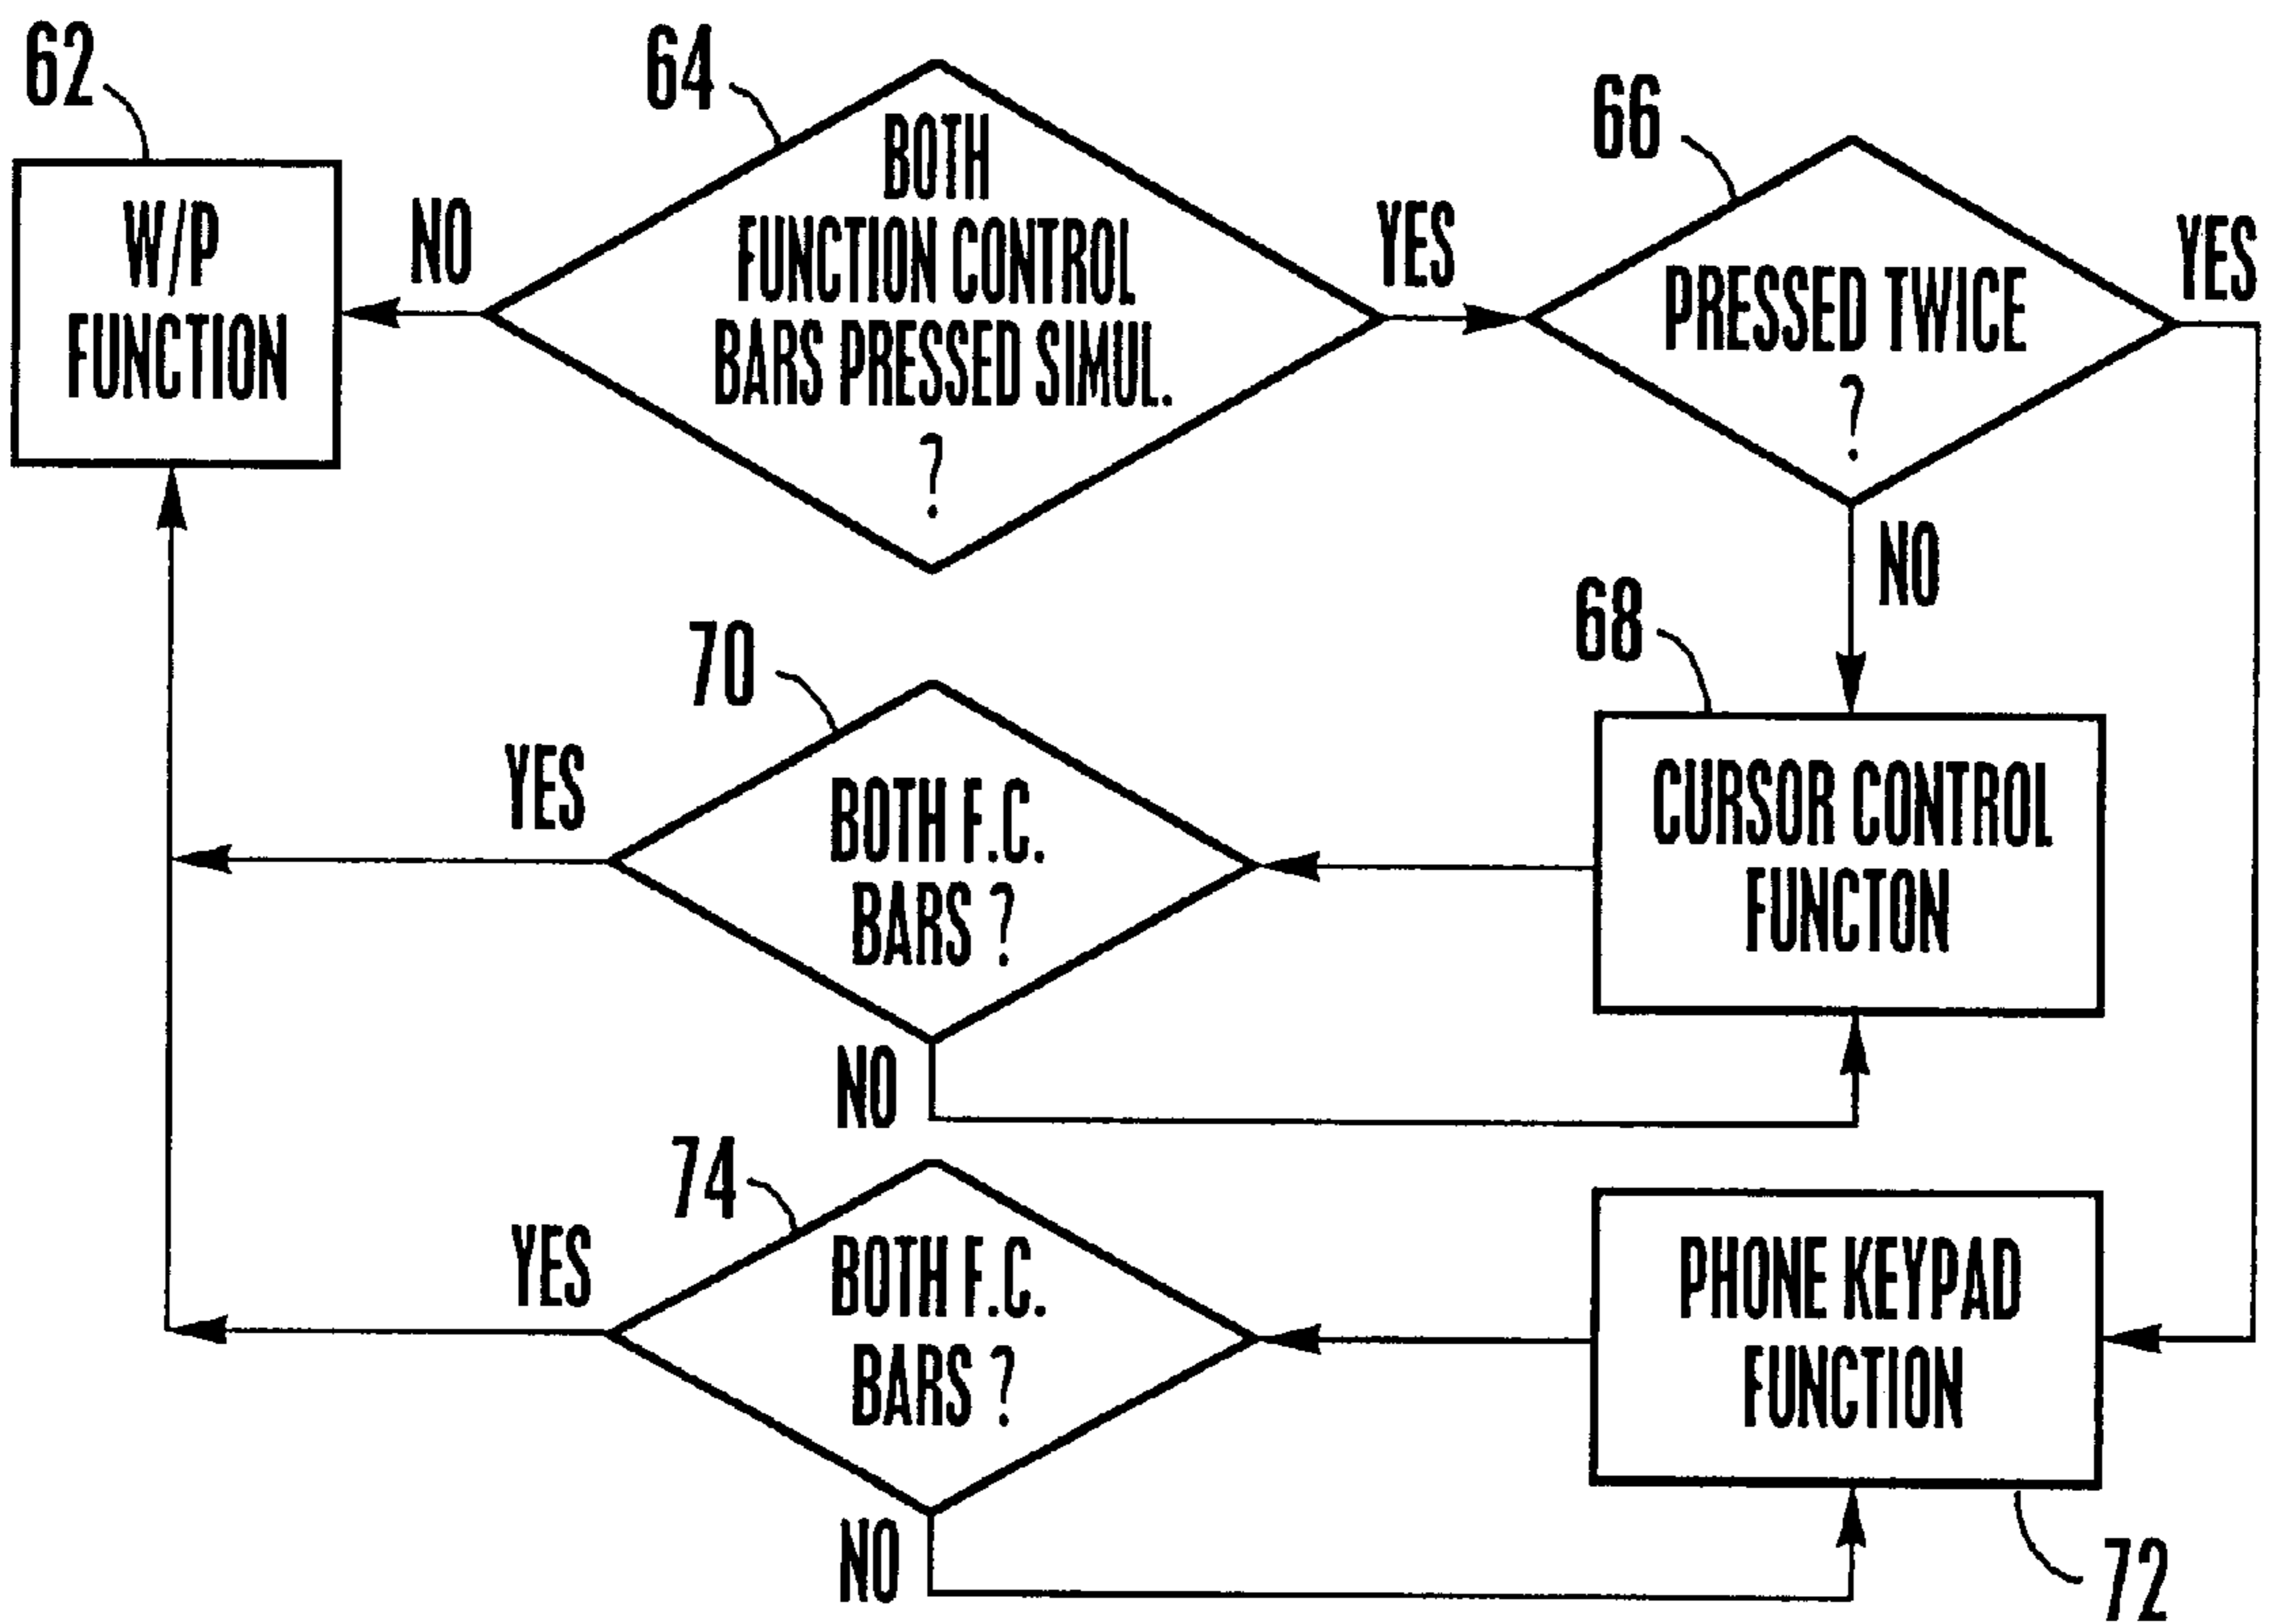 62
W/P
FUNCTION
NO
64
BOTH
FUNCTION CONTROL
BARS PRESSED SIMUL.
?
YES
66
PRESSED TWICE
?
YES
NO
68
CURSOR CONTROL
FUNCTON
70
BOTH F.C.
BARS ?
YES
NO
74
BOTH F.C.
BARS ?
YES
NO
PHONE KEYPAD
FUNCTION
72